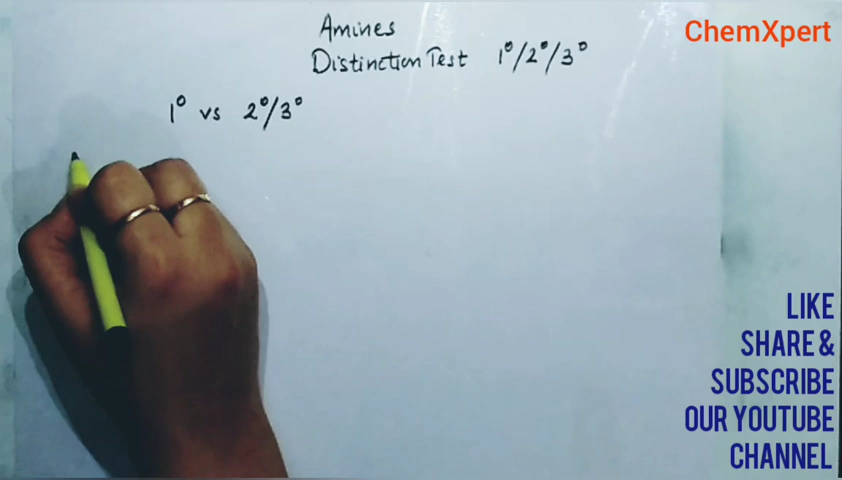 Amines
Distinction Test 1°/2°/3°
1° vs 2°/3°
ChemXpert
LIKE
SHARE &
SUBSCRIBE
OUR YOUTUBE
CHANNEL